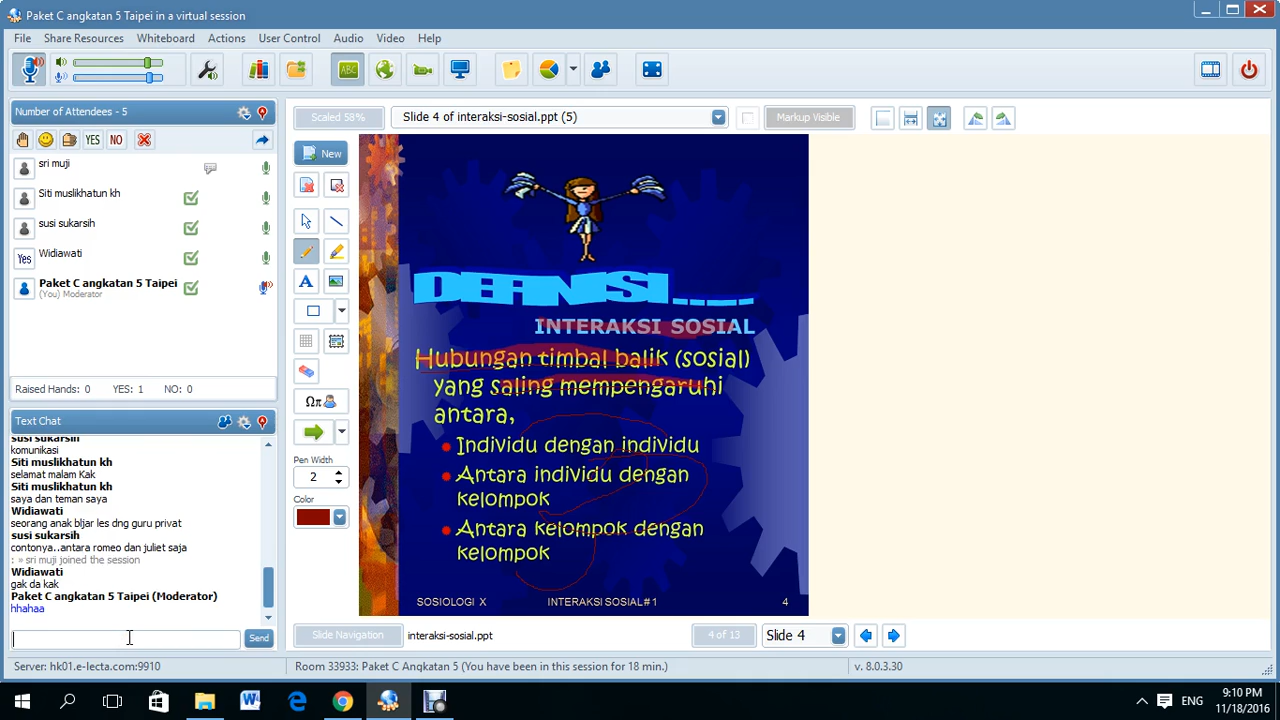 Paket C angkatan 5 Taipei in a virtual session
File Share Resources Whiteboard Actions User Control Audio Video Help
ABC
Number of Attendees - 5
YES NO
sri muji
Siti muslikhatun kh
susi sukarsih
Yes Widiawati
Paket C angkatan 5 Taipei
(You) Moderator
Raised Hands: 0 YES: 1 NO: 0
Text Chat
susi sukarsih
komunikasi
Siti muslikhatun kh
selamat malam Kak
Siti muslikhatun kh
saya dan teman saya
Widiawati
seorang anak bljar les dng guru privat
susi sukarsih
contonya..antara romeo dan juliet saja
: » sri muji joined the session
Widiawati
gak da kak
Paket C angkatan 5 Taipei (Moderator)
hhahaa
Send
Scaled 58%
Slide 4 of interaksi-sosial.ppt (5)
Markup Visible
New
A
Ωπ
Pen Width
2
Color
DEFINISI.....
INTERAKSI SOSIAL
Hubungan timbal balik (sosial)
yang saling mempengaruhi
antara,
• Individu dengan individu
• Antara individu dengan
kelompok
• Antara kelompok dengan
kelompok
SOSIOLOGI X INTERAKSI SOSIAL#1 4
Slide Navigation interaksi-sosial.ppt 4 of 13 Slide 4
Server: hk01.e-lecta.com:9910
Room 33933: Paket C Angkatan 5 (You have been in this session for 18 min.)
v. 8.0.3.30
ENG
9:10 PM
11/18/2016